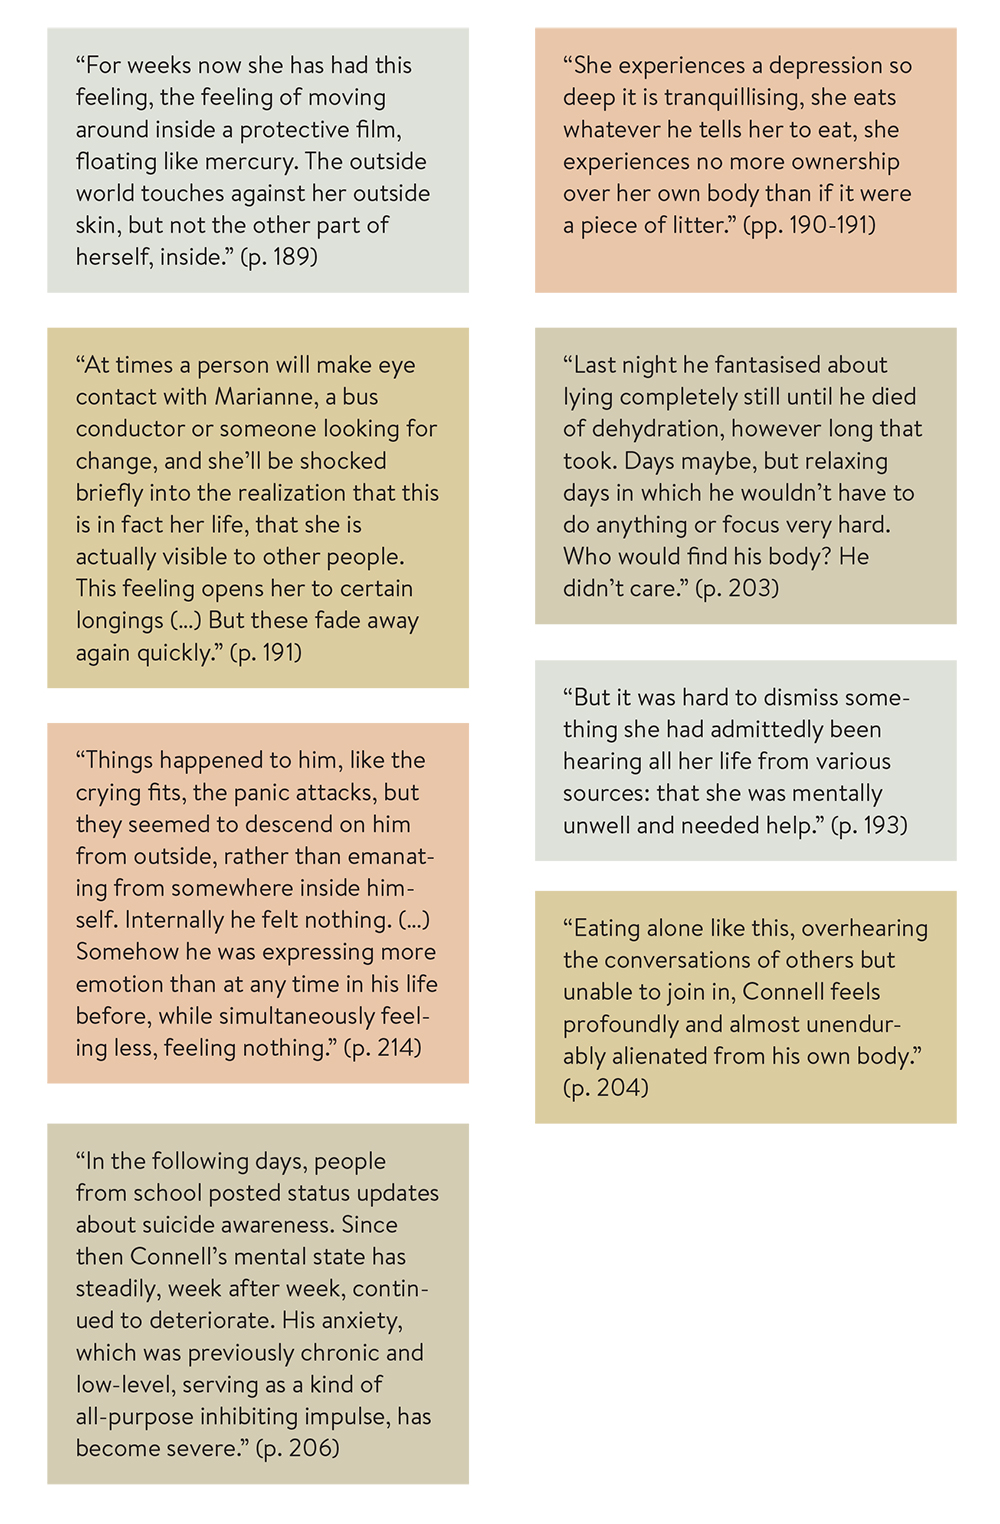 “For weeks now she has had this
feeling, the feeling of moving
around inside a protective film,
floating like mercury. The outside
world touches against her outside
skin, but not the other part of
herself, inside.” (p. 189)
“She experiences a depression so
deep it is tranquillising, she eats
whatever he tells her to eat, she
experiences no more ownership
over her own body than if it were
a piece of litter.” (pp. 190-191)
“At times a person will make eye
contact with Marianne, a bus
conductor or someone looking for
change, and she’ll be shocked
briefly into the realization that this
is in fact her life, that she is
actually visible to other people.
This feeling opens her to certain
longings (...) But these fade away
again quickly.” (p. 191)
“Last night he fantasised about
lying completely still until he died
of dehydration, however long that
took. Days maybe, but relaxing
days in which he wouldn’t have to
do anything or focus very hard.
Who would find his body? He
didn’t care.” (p. 203)
“But it was hard to dismiss some-
thing she had admittedly been
hearing all her life from various
sources: that she was mentally
unwell and needed help.” (p. 193)
“Things happened to him, like the
crying fits, the panic attacks, but
they seemed to descend on him
from outside, rather than emanat-
ing from somewhere inside him-
self. Internally he felt nothing. (...)
Somehow he was expressing more
emotion than at any time in his life
before, while simultaneously feel-
ing less, feeling nothing.” (p. 214)
“Eating alone like this, overhearing
the conversations of others but
unable to join in, Connell feels
profoundly and almost unendur-
ably alienated from his own body.”
(p. 204)
“In the following days, people
from school posted status updates
about suicide awareness. Since
then Connell’s mental state has
steadily, week after week, contin-
ued to deteriorate. His anxiety,
which was previously chronic and
low-level, serving as a kind of
all-purpose inhibiting impulse, has
become severe.” (p. 206)